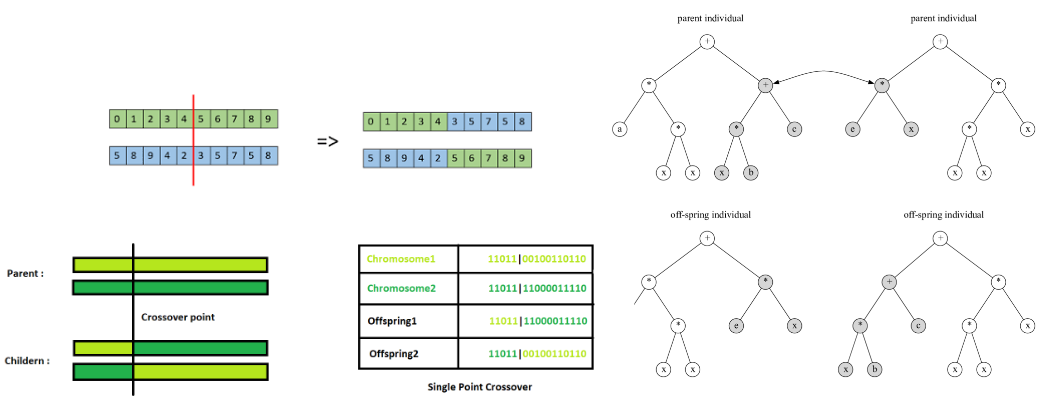 parent individual
parent individual
+
+
*
+
*
*
a
*
*
c
e
x
*
x
x
x
x
b
x
x
0 1 2 3 4 5 6 7 8 9
5 8 9 4 2 3 5 7 5 8
=>
0 1 2 3 4 3 5 7 5 8
5 8 9 4 2 5 6 7 8 9
off-spring individual
off-spring individual
+
+
*
*
+
*
*
e
x
*
c
*
x
x
x
x
b
x
x
Parent :
Crossover point
Childern :
Chromosome1 11011|00100110110
Chromosome2 11011|11000011110
Offspring1 11011|11000011110
Offspring2 11011|00100110110
Single Point Crossover